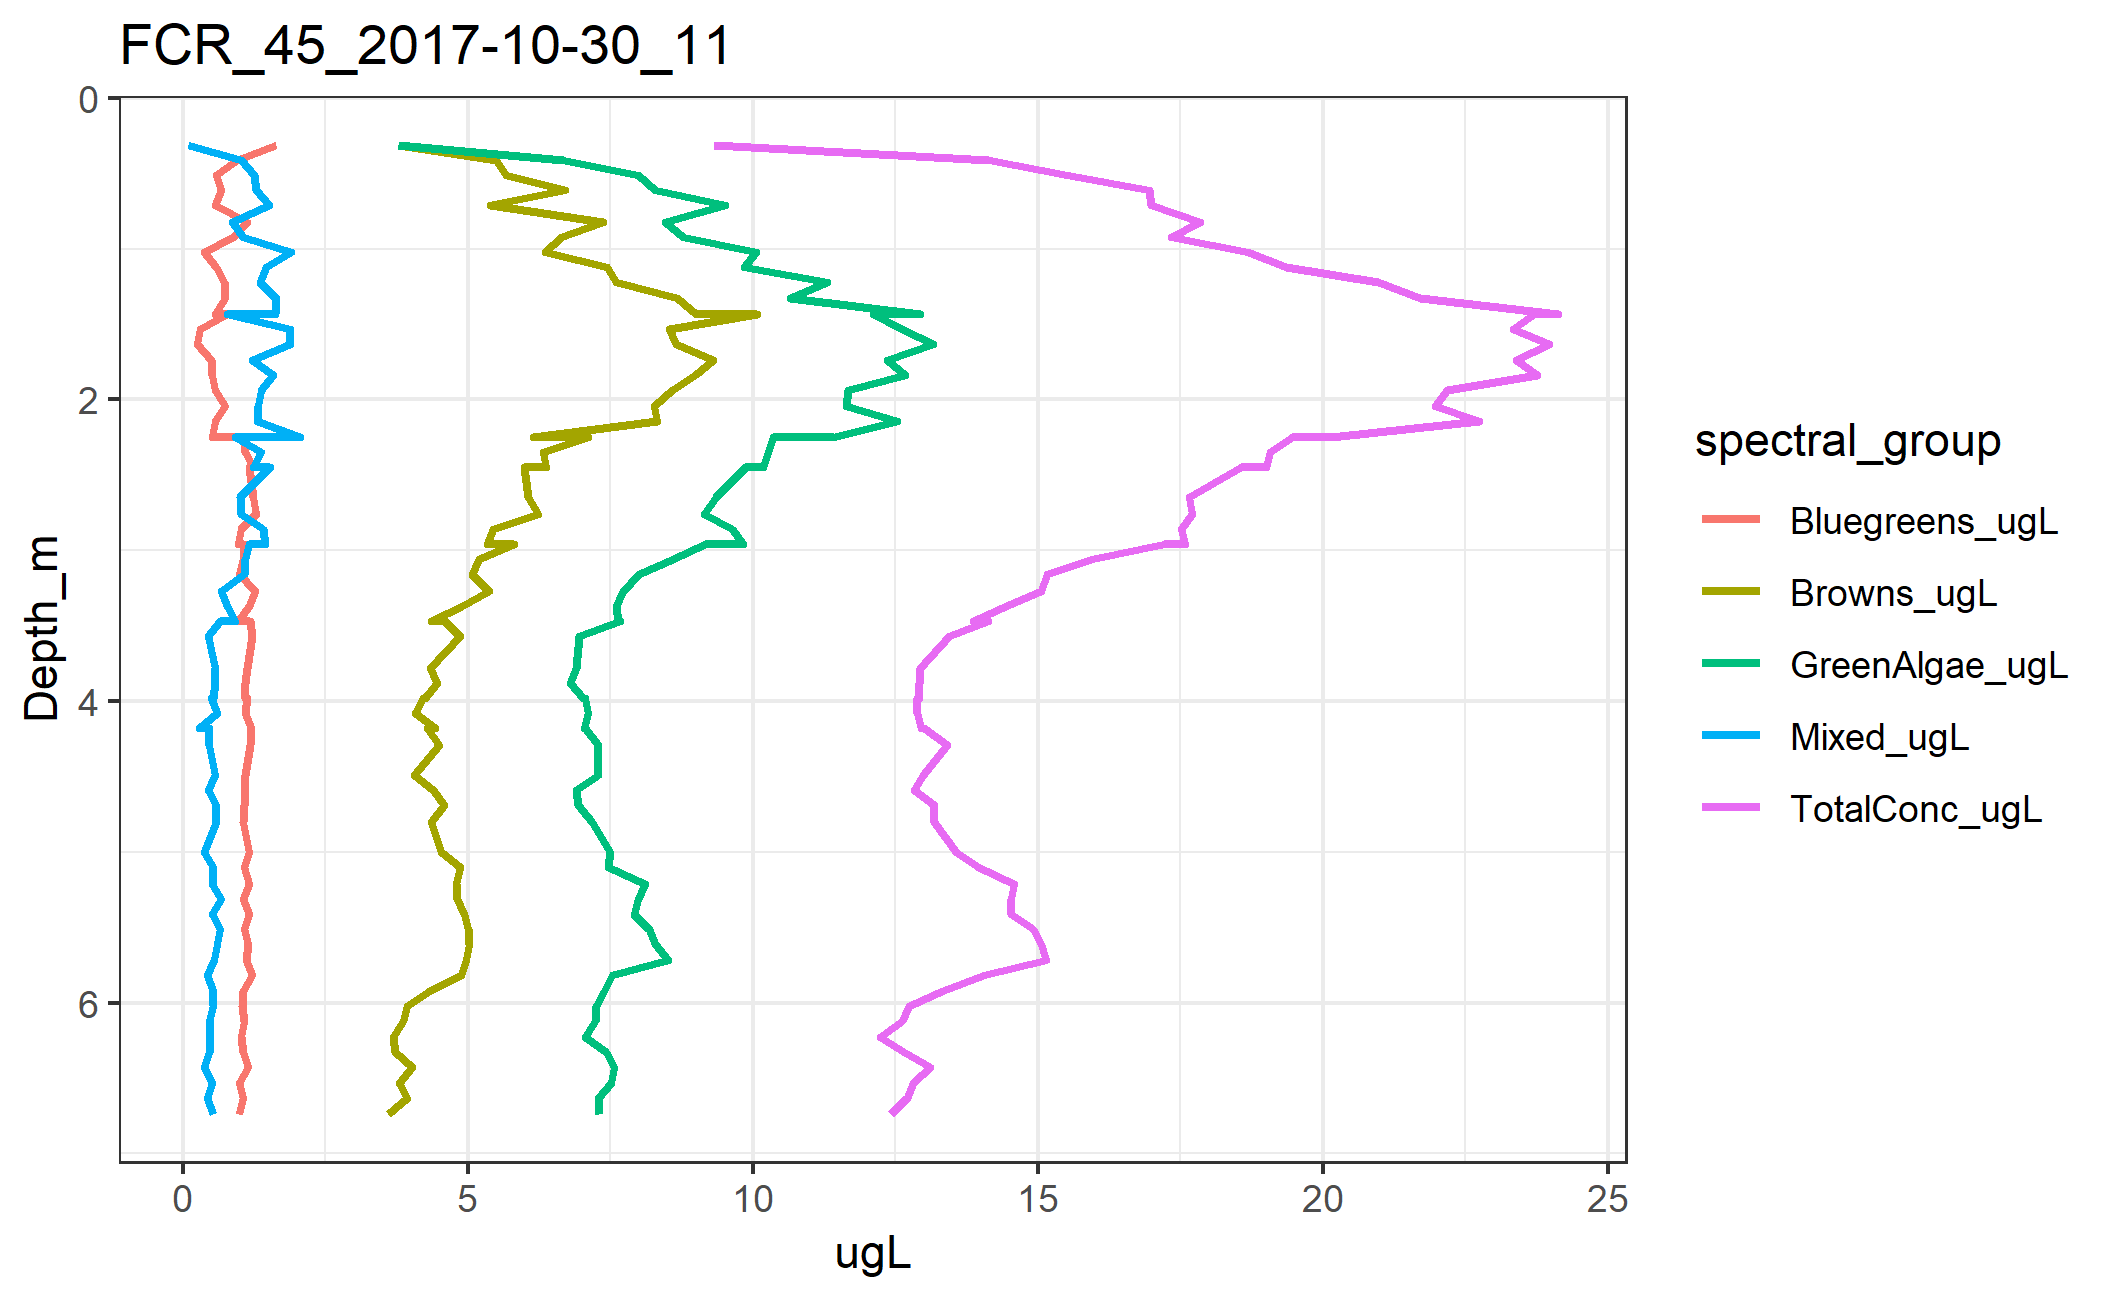 FCR_45_2017-10-30_11
0
2
4
6
Depth_m
0 5 10 15 20 25
ugL
spectral_group
Bluegreens_ugL
Browns_ugL
GreenAlgae_ugL
Mixed_ugL
TotalConc_ugL